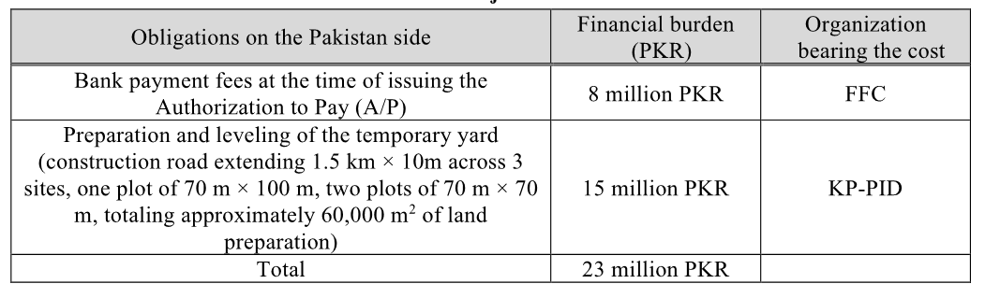 Obligations on the Pakistan side
Financial burden
(PKR)
Organization
bearing the cost
Bank payment fees at the time of issuing the
Authorization to Pay (A/P)
8 million PKR
FFC
Preparation and leveling of the temporary yard
(construction road extending 1.5 km × 10m across 3
sites, one plot of 70 m × 100 m, two plots of 70 m × 70
m, totaling approximately 60,000 m² of land
preparation)
15 million PKR
KP-PID
Total
23 million PKR